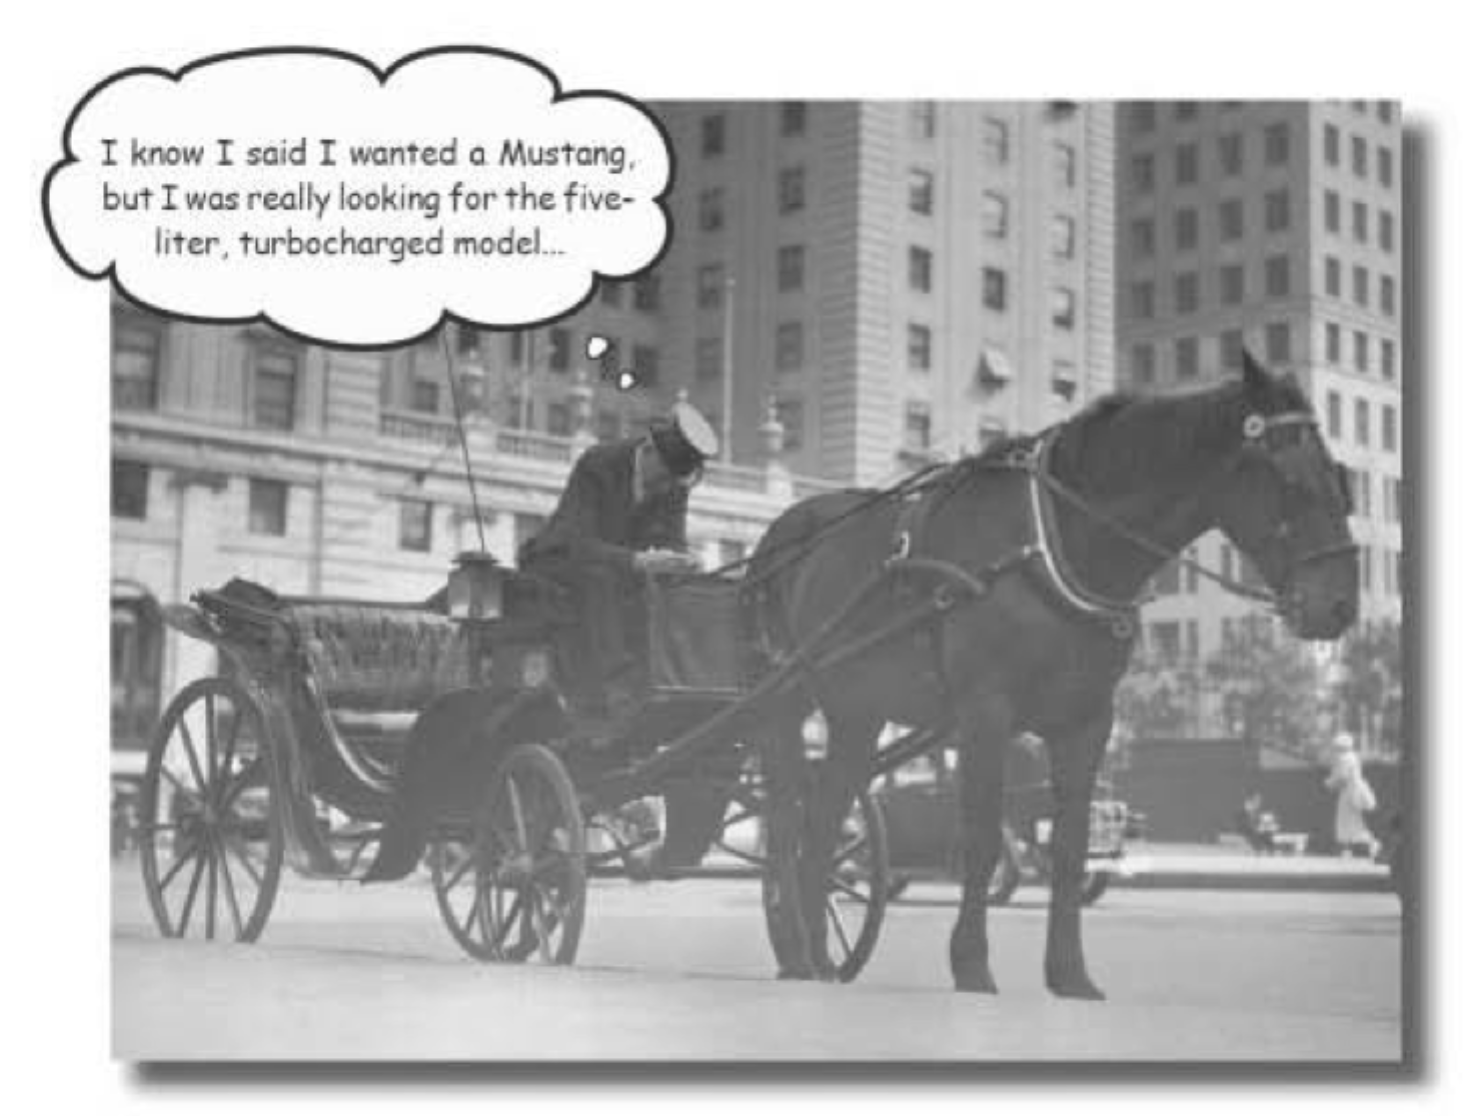 I know I said I wanted a Mustang,
but I was really looking for the five-
liter, turbocharged model...